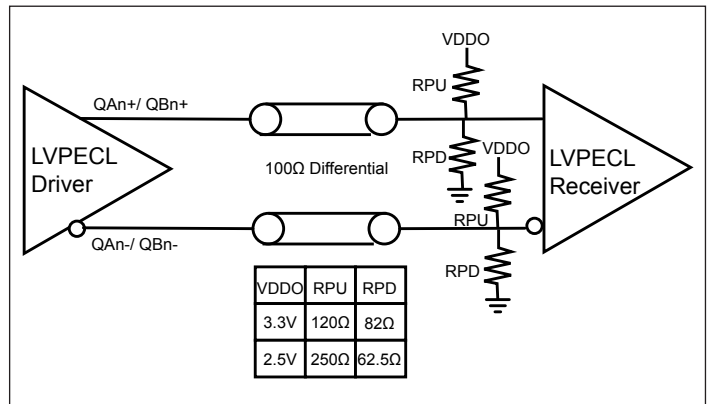 VDDO
RPU
QAn+/ QBn+
RPD
VDDO
LVPECL
Driver
100Ω Differential
LVPECL
Receiver
RPU
QAn-/ QBn-
RPD
VDDO RPU RPD
3.3V 120Ω 82Ω
2.5V 250Ω 62.5Ω